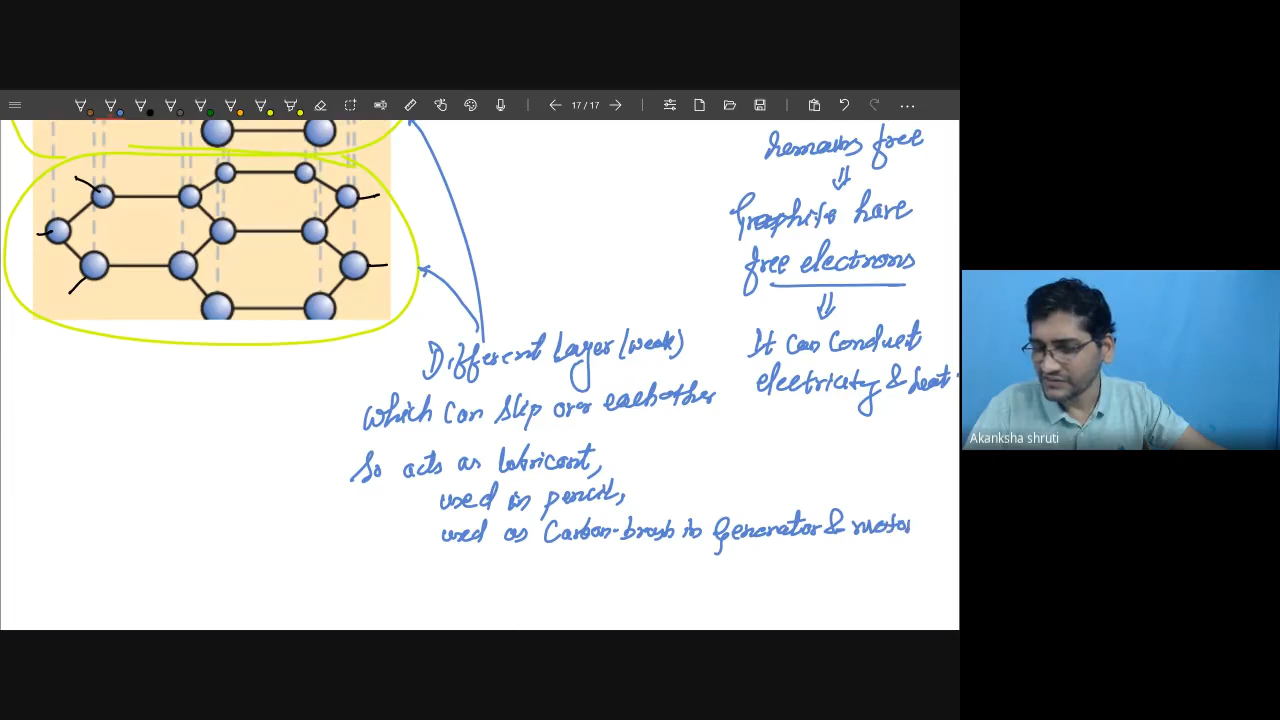 17 / 17
remains free
Graphite have
free electrons
It can conduct
electricity & heat
Different Layer (weak)
which can slip over eachother
So acts as lubricant,
used in pencil,
used as Carbon-brush in Generator & motor
Akanksha shruti